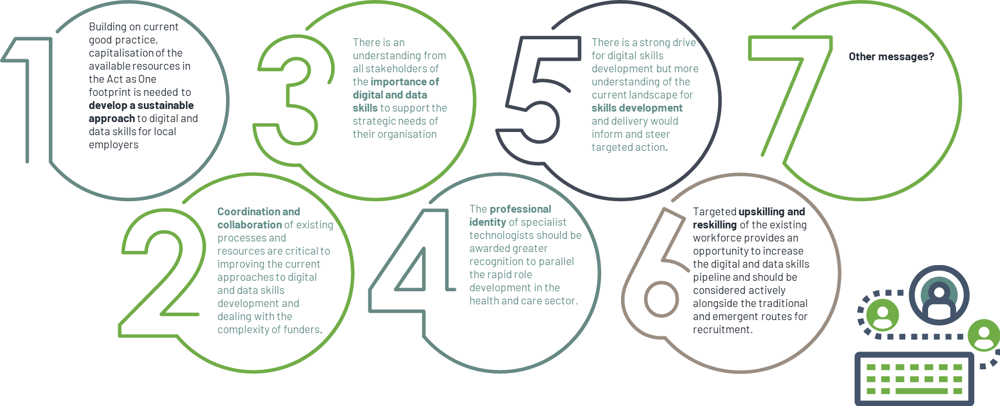 1
Building on current
good practice,
capitalisation of the
available resources in
the Act as One
footprint is needed to
develop a sustainable
approach to digital and
data skills for local
employers
2
Coordination and
collaboration of existing
processes and
resources are critical to
improving the current
approaches to digital
and data skills
development and
dealing with the
complexity of funders.
3
There is an
understanding from
all stakeholders of
the importance of
digital and data
skills to support the
strategic needs of
their organisation
4
The professional
identity of specialist
technologists should be
awarded greater
recognition to parallel
the rapid role
development in the
health and care sector.
5
There is a strong drive
for digital skills
development but more
understanding of the
current landscape for
skills development
and delivery would
inform and steer
targeted action.
6
Targeted upskilling and
reskilling of the existing
workforce provides an
opportunity to increase
the digital and data skills
pipeline and should be
considered actively
alongside the traditional
and emergent routes for
recruitment.
7
Other messages?